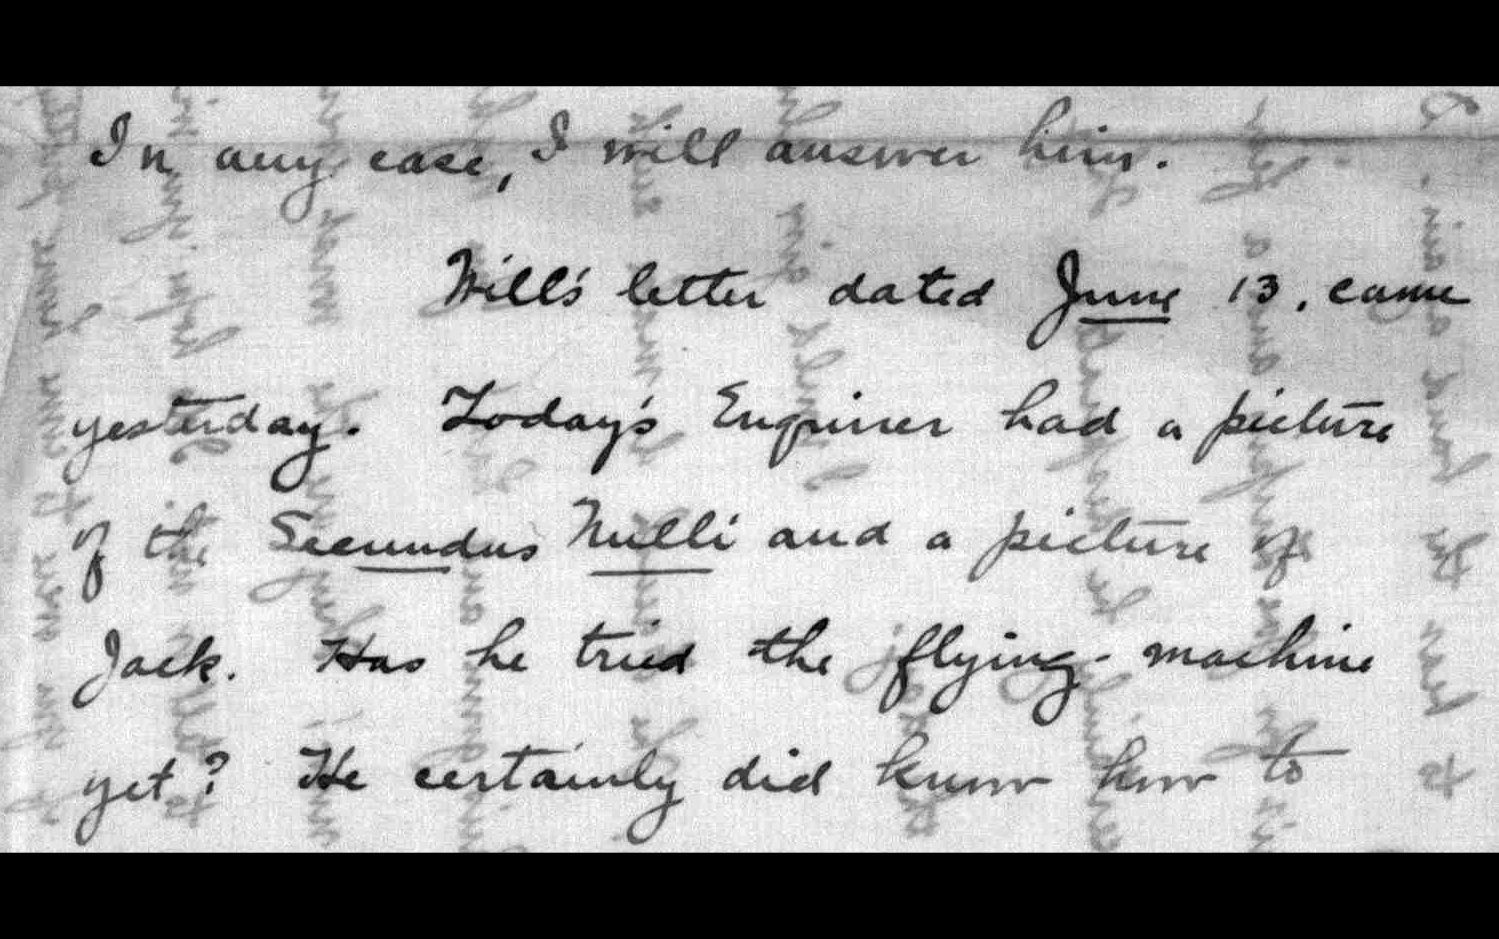 In any case, I will answer him.
Will's letter dated June 13, came
yesterday. Today's Enquirer had a picture
of the Secundus Nulli and a picture of
Jack. Has he tried the flying-machine
yet? He certainly did know how to